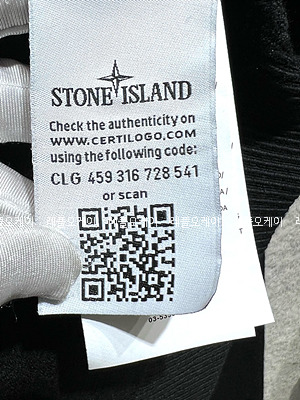 STONE ISLAND
Check the authenticity on
WWW.CERTILOGO.COM
using the following code:
CLG 459 316 728 541
or scan